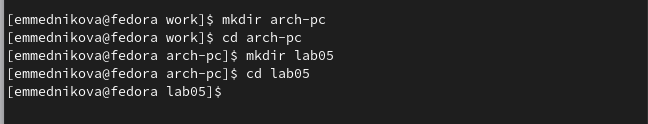 [emmednikova@fedora work]$ mkdir arch-pc
[emmednikova@fedora work]$ cd arch-pc
[emmednikova@fedora arch-pc]$ mkdir lab05
[emmednikova@fedora arch-pc]$ cd lab05
[emmednikova@fedora lab05]$